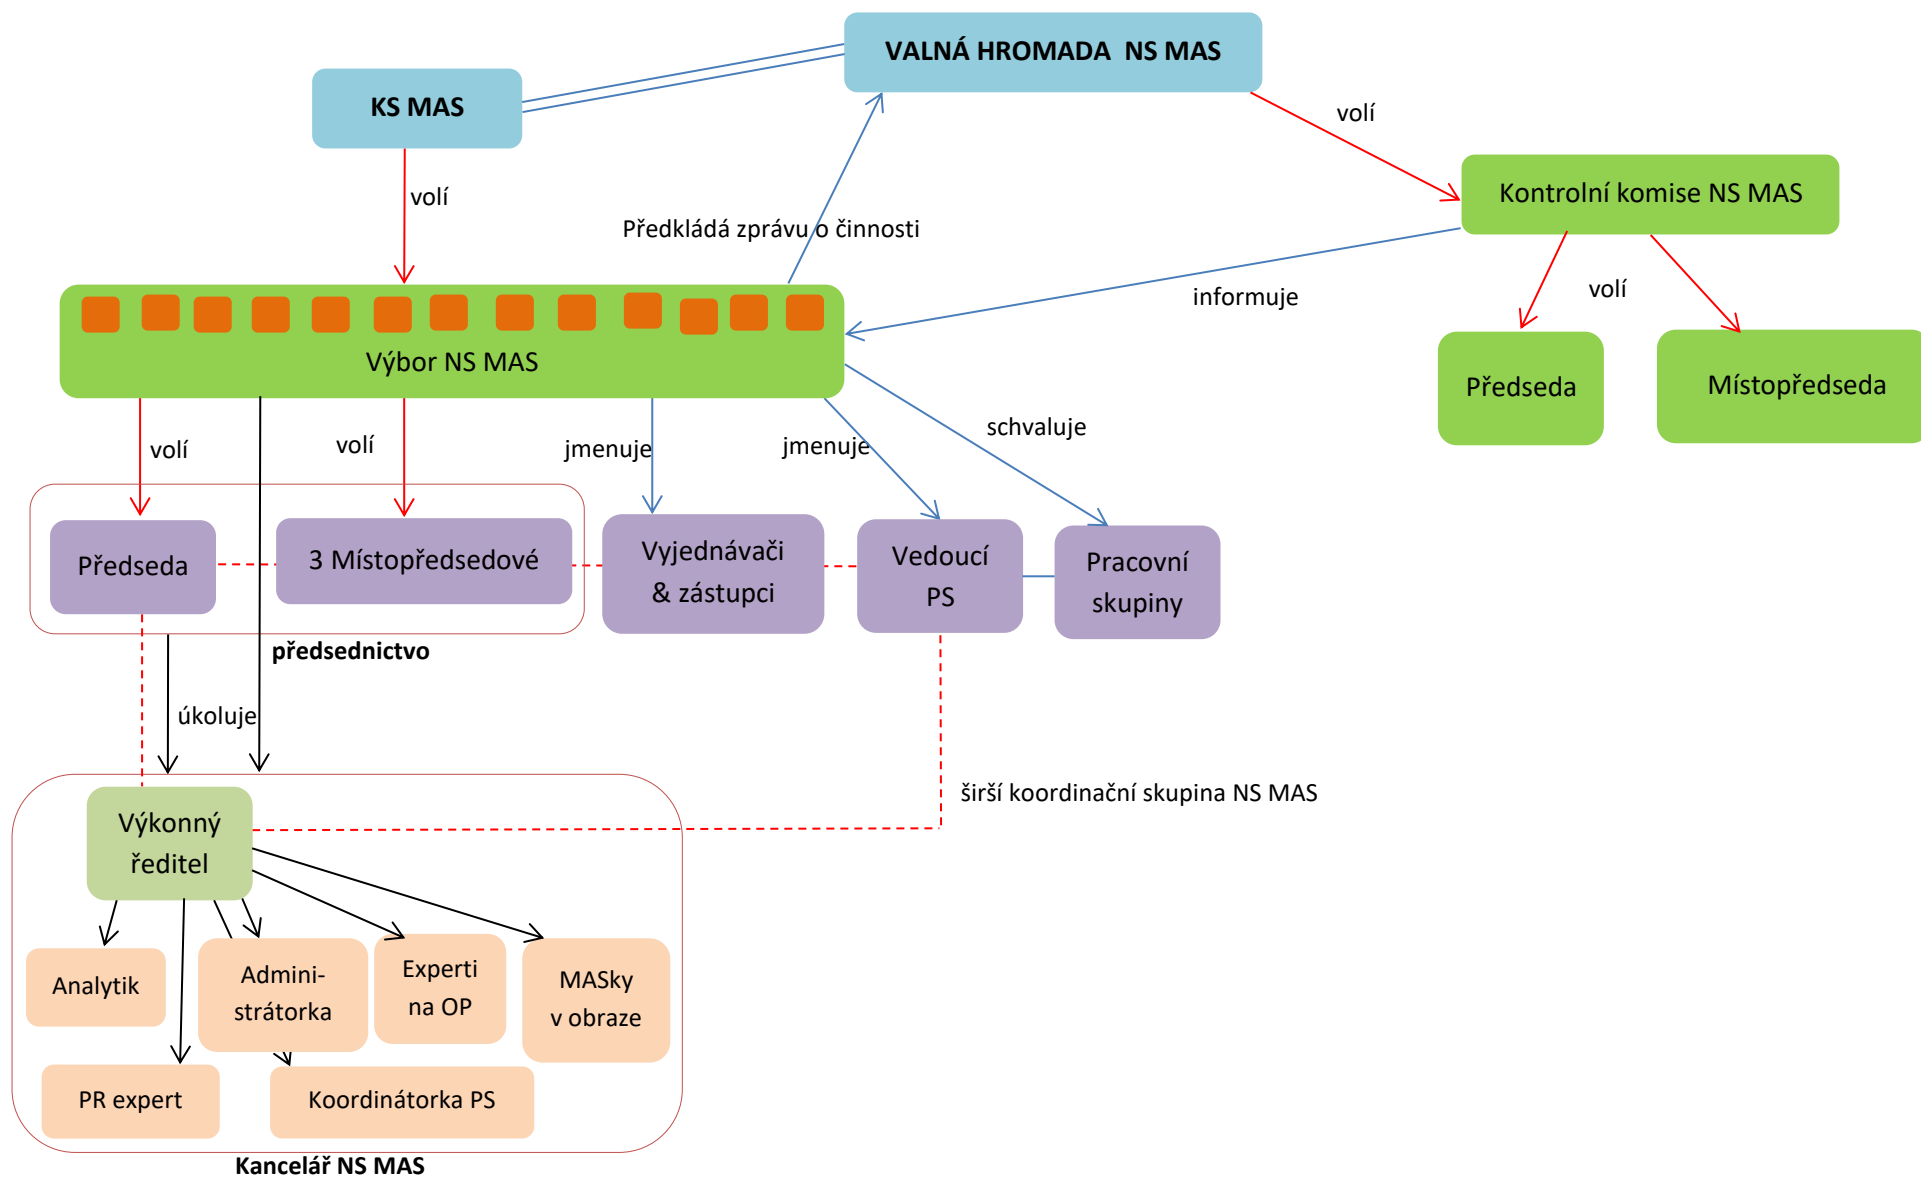 VALNÁ HROMADA  NS MAS
KS MAS
volí
volí
Kontrolní komise NS MAS
Předkládá zprávu o činnosti
informuje
volí
Výbor NS MAS
Předseda
Místopředseda
volí
volí
jmenuje
jmenuje
schvaluje
Předseda
3 Místopředsedové
Vyjednávači
& zástupci
Vedoucí
PS
Pracovní
skupiny
předsednictvo
úkoluje
širší koordinační skupina NS MAS
Výkonný
ředitel
Analytik
Admini-
strátorka
Experti
na OP
MASky
v obraze
PR expert
Koordinátorka PS
Kancelář NS MAS